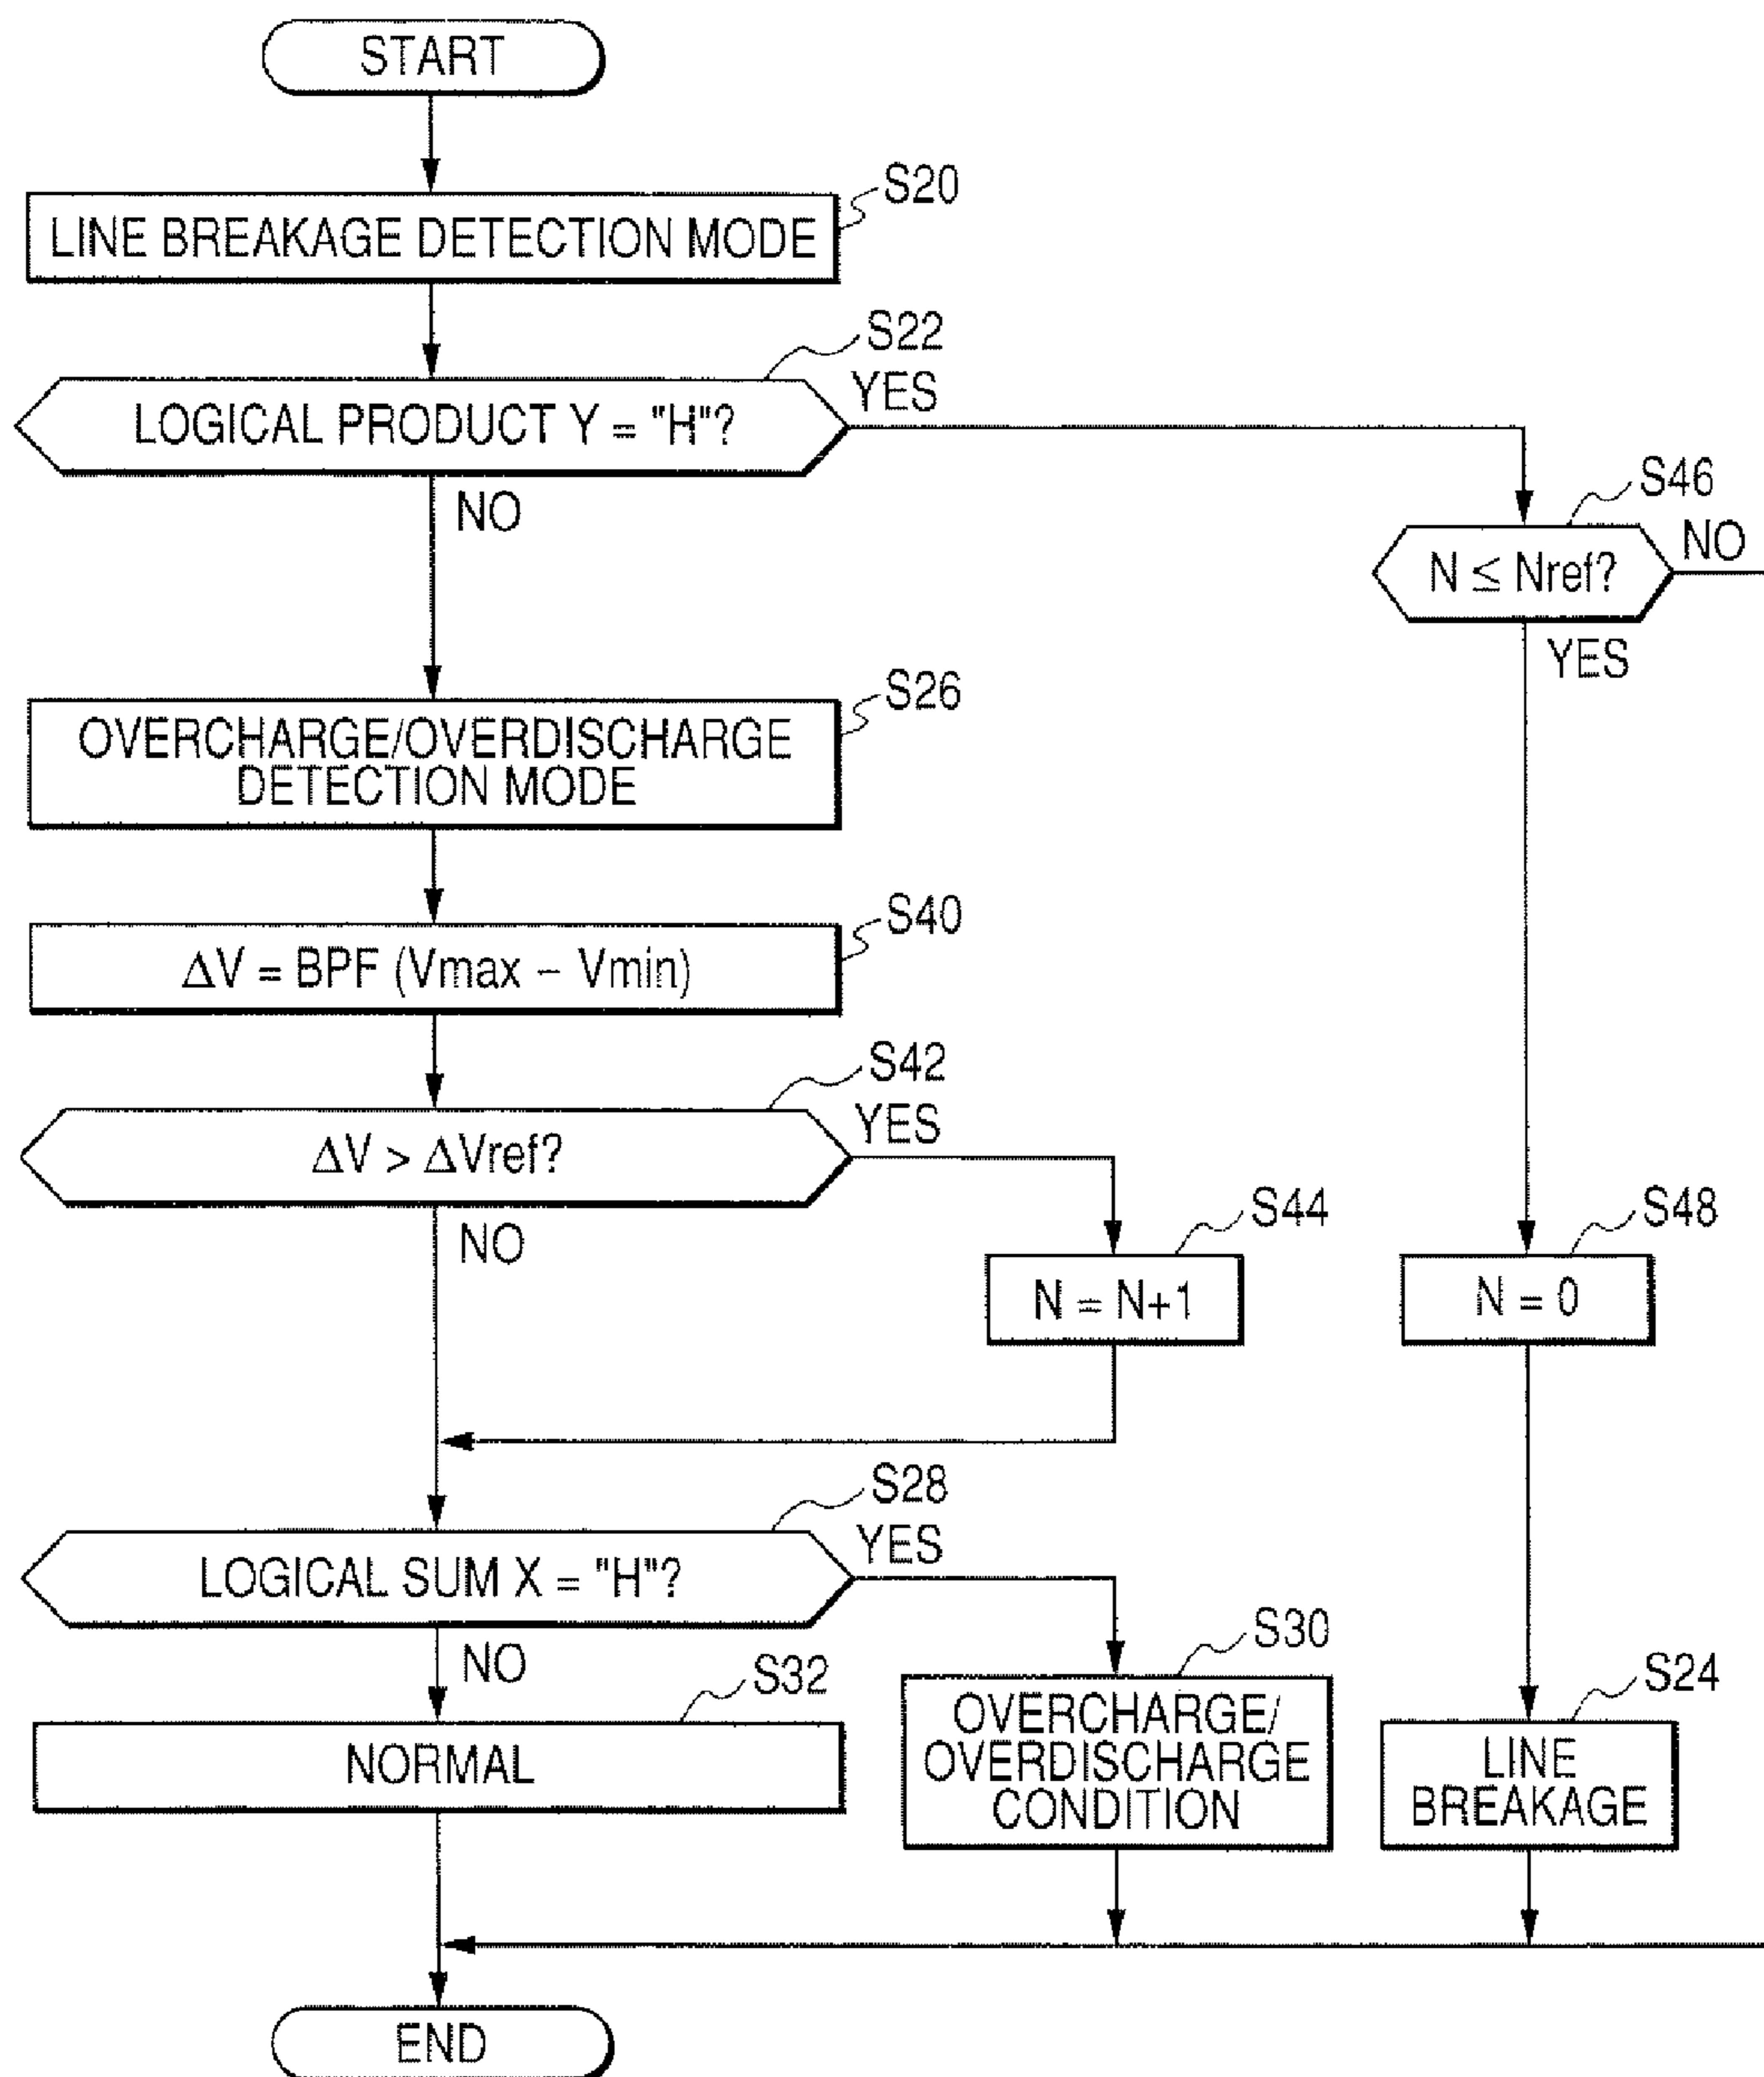 START
S20
LINE BREAKAGE DETECTION MODE
S22
LOGICAL PRODUCT Y = "H"?
YES
NO
S46
N ≤ Nref?
NO
YES
S26
OVERCHARGE/OVERDISCHARGE
DETECTION MODE
S40
ΔV = BPF (Vmax – Vmin)
S42
ΔV > ΔVref?
YES
NO
S44
N = N+1
S48
N = 0
S28
LOGICAL SUM X = "H"?
YES
NO
S32
NORMAL
S30
OVERCHARGE/
OVERDISCHARGE
CONDITION
S24
LINE
BREAKAGE
END